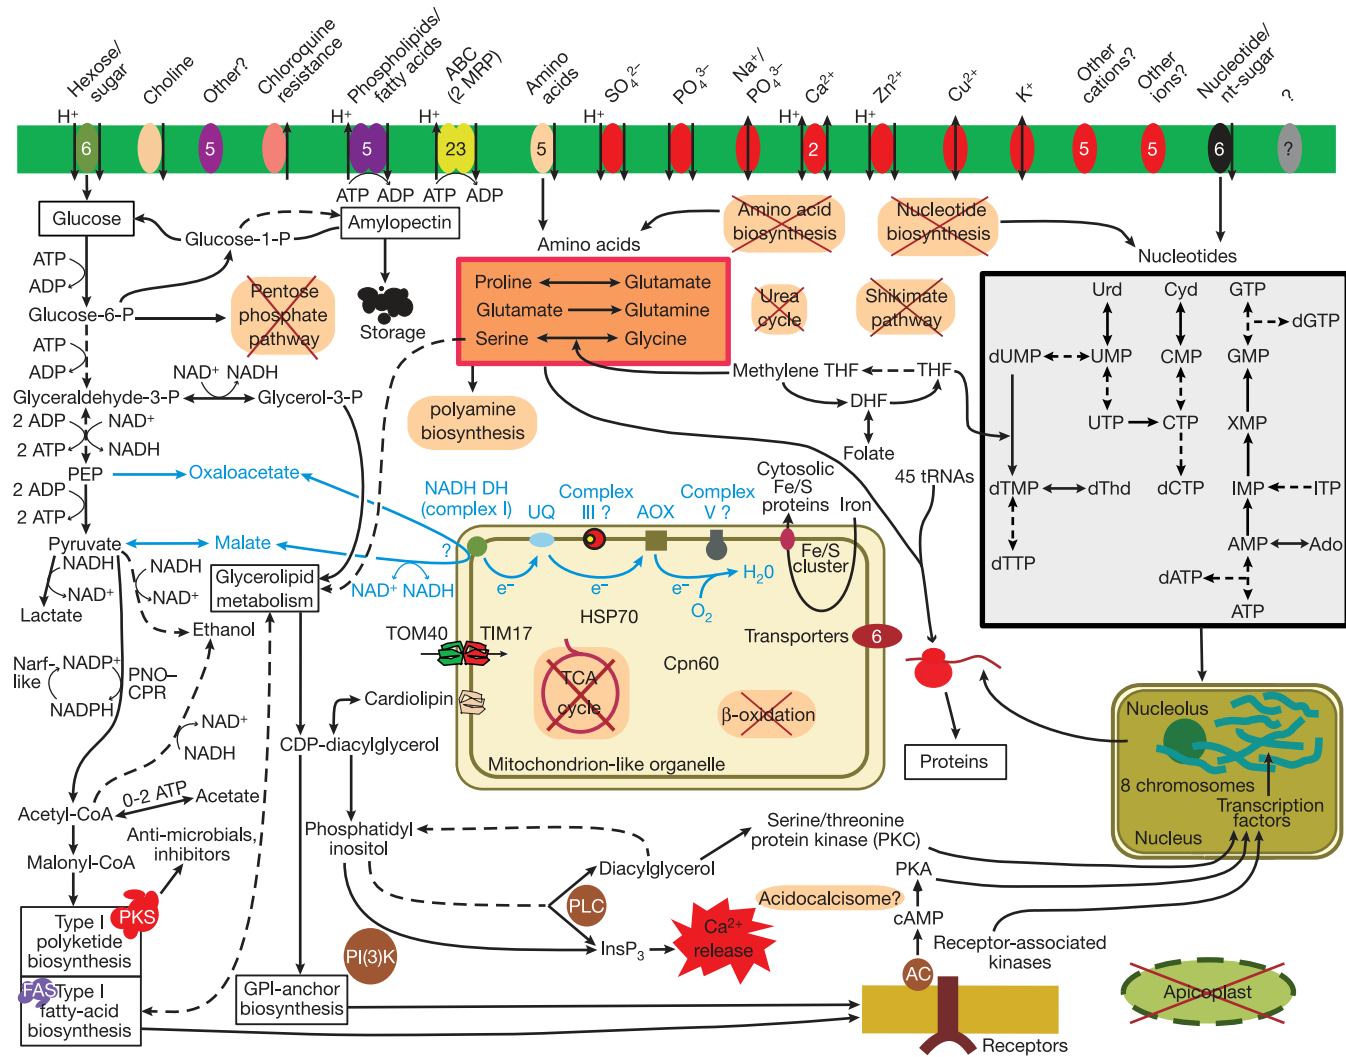 Hexose/
sugar
Choline
Other?
Chloroquine
resistance
Phospholipids/
fatty acids
ABC
(2 MRP)
Amino
acids
SO₄²⁻
PO₄³⁻
Na⁺/
PO₄³⁻
Ca²⁺
Zn²⁺
Cu²⁺
K⁺
Other
cations?
Other
ions?
Nucleotide/
nt-sugar
?
H⁺
H⁺
H⁺
H⁺
H⁺
H⁺
6
5
5
23
5
2
5
5
6
?
ATP
ADP
ATP
ADP
Glucose
Glucose-1-P
Amylopectin
Storage
Amino acids
Amino acid
biosynthesis
Nucleotide
biosynthesis
Nucleotides
ATP
ADP
Glucose-6-P
Pentose
phosphate
pathway
ATP
ADP
NAD⁺
NADH
Glyceraldehyde-3-P
Glycerol-3-P
2 ADP
NAD⁺
2 ATP
NADH
PEP
Oxaloacetate
2 ADP
2 ATP
Pyruvate
Malate
?
NAD⁺
NADH
Proline
Glutamate
Glutamate
Glutamine
Serine
Glycine
Urea
cycle
Shikimate
pathway
polyamine
biosynthesis
Methylene THF
THF
DHF
Folate
45 tRNAs
Urd
Cyd
GTP
dGTP
dUMP
UMP
CMP
GMP
UTP
CTP
XMP
dTMP
dThd
dCTP
IMP
ITP
AMP
Ado
dTTP
dATP
ATP
NADH
NAD⁺
Lactate
NADH
NAD⁺
Ethanol
Glycerolipid
metabolism
Narf-
like
NADP⁺
NADPH
PNO–
CPR
NAD⁺
NADH
Acetyl-CoA
0-2 ATP
Acetate
Malonyl-CoA
Anti-microbials,
inhibitors
PKS
Type I
polyketide
biosynthesis
FAS
Type I
fatty-acid
biosynthesis
NADH DH
(complex I)
UQ
Complex
III ?
AOX
Complex
V ?
Cytosolic
Fe/S
proteins
Iron
Fe/S
cluster
e⁻
e⁻
e⁻
O₂
H₂0
HSP70
TOM40
TIM17
Cpn60
Transporters
6
TCA
cycle
β-oxidation
Cardiolipin
Mitochondrion-like organelle
CDP-diacylglycerol
Proteins
Nucleolus
8 chromosomes
Transcription
factors
Nucleus
Phosphatidyl
inositol
Diacylglycerol
Serine/threonine
protein kinase (PKC)
PKA
Acidocalcisome?
cAMP
PLC
InsP₃
Ca²⁺
release
PI(3)K
AC
Receptor-associated
kinases
GPI-anchor
biosynthesis
Receptors
Apicoplast